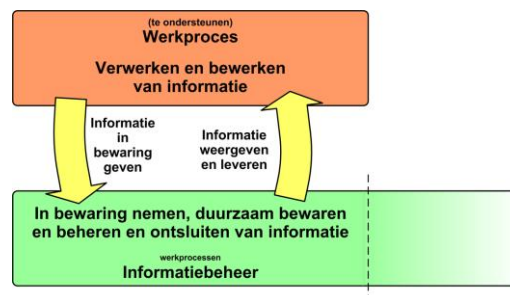 (te ondersteunen)
Werkproces
Verwerken en bewerken
van informatie
Informatie
in
bewaring
geven
Informatie
weergeven
en leveren
In bewaring nemen, duurzaam bewaren
en beheren en ontsluiten van informatie
werkprocessen
Informatiebeheer